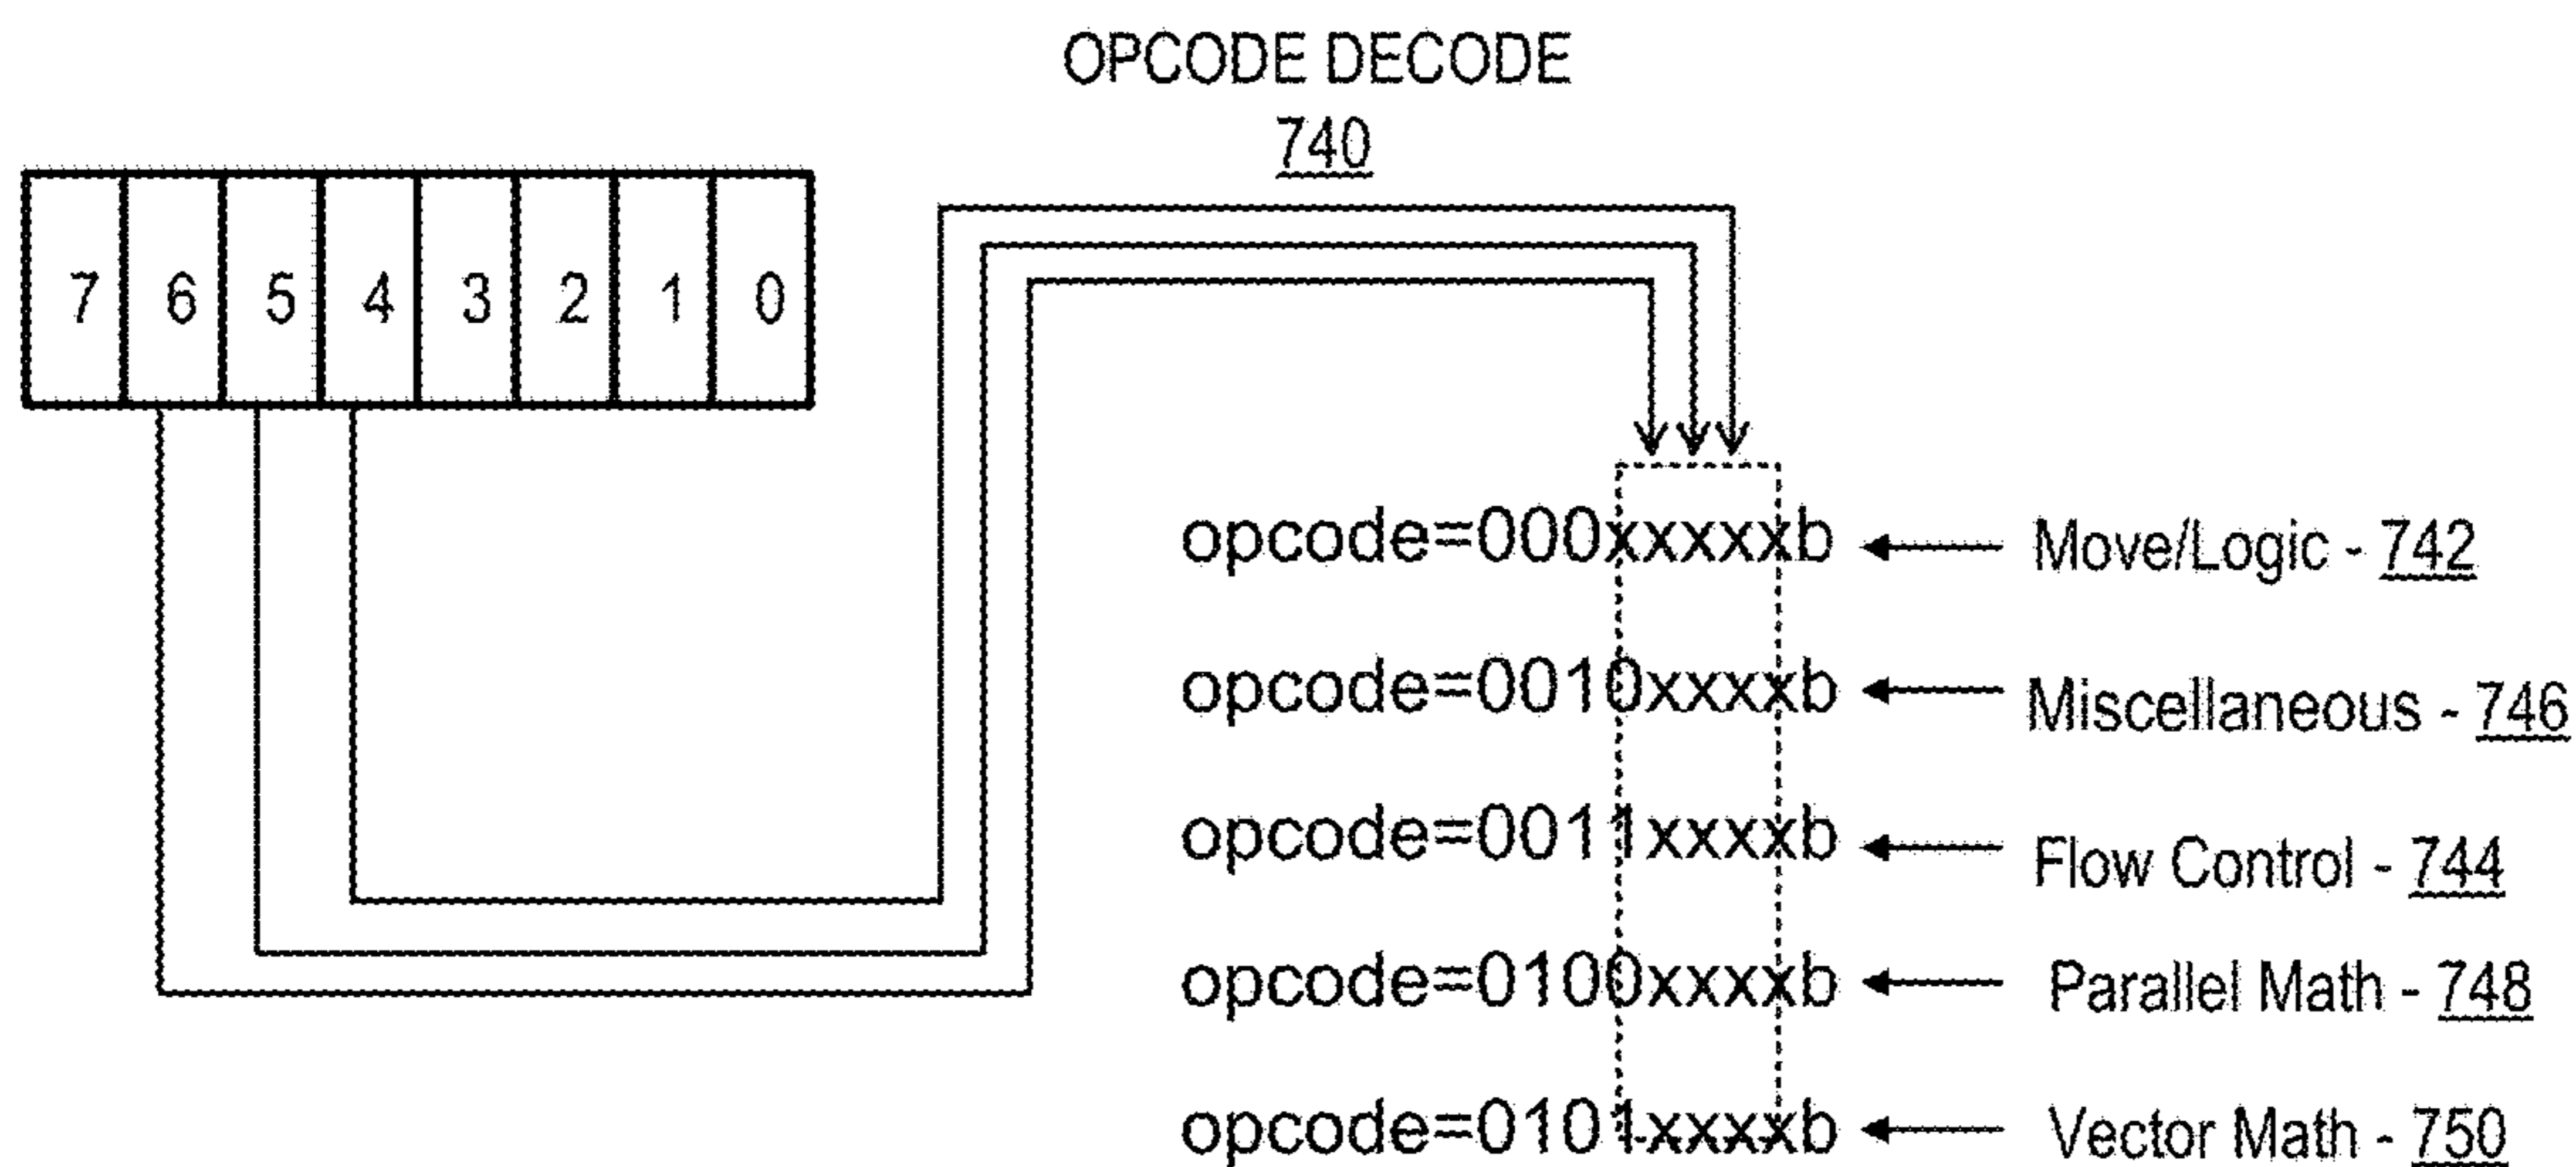 OPCODE DECODE
740
7 6 5 4 3 2 1 0
opcode=000xxxxxb Move/Logic - 742
opcode=0010xxxxb Miscellaneous - 746
opcode=0011xxxxb Flow Control - 744
opcode=0100xxxxb Parallel Math - 748
opcode=0101xxxxb Vector Math - 750